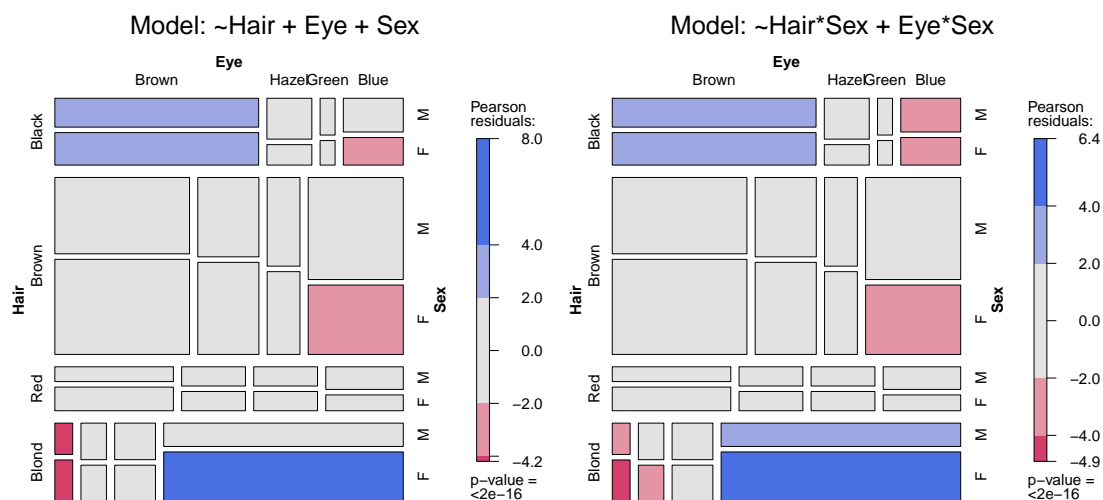 Model: ~Hair + Eye + Sex
Eye
Brown Hazel Green Blue
Hair
Black
Brown
Red
Blond
Sex
M
F
M
F
M
F
M
F
Pearson
residuals:
8.0
4.0
2.0
0.0
−2.0
−4.2
p−value =
<2e−16
Model: ~Hair*Sex + Eye*Sex
Eye
Brown Hazel Green Blue
Hair
Black
Brown
Red
Blond
Sex
M
F
M
F
M
F
M
F
Pearson
residuals:
6.4
4.0
2.0
0.0
−2.0
−4.0
−4.9
p−value =
<2e−16